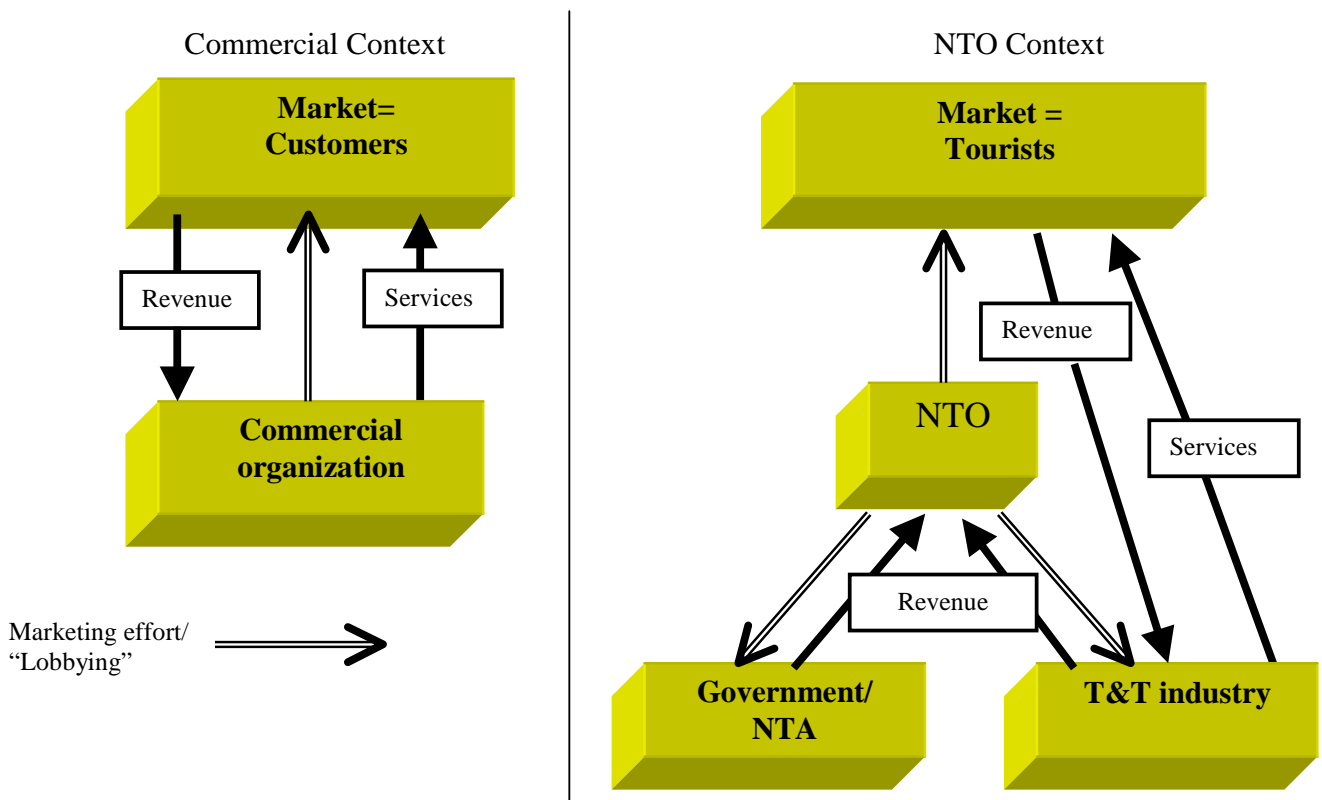 Commercial Context
Market=
Customers
Revenue
Services
Commercial
organization
Marketing effort/
“Lobbying”
NTO Context
Market =
Tourists
Revenue
NTO
Services
Revenue
Government/
NTA
T&T industry